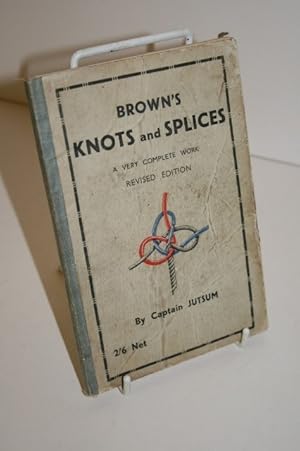 BROWN'S
KNOTS and SPLICES
A VERY COMPLETE WORK
REVISED EDITION
By Captain JUTSUM
2/6 Net